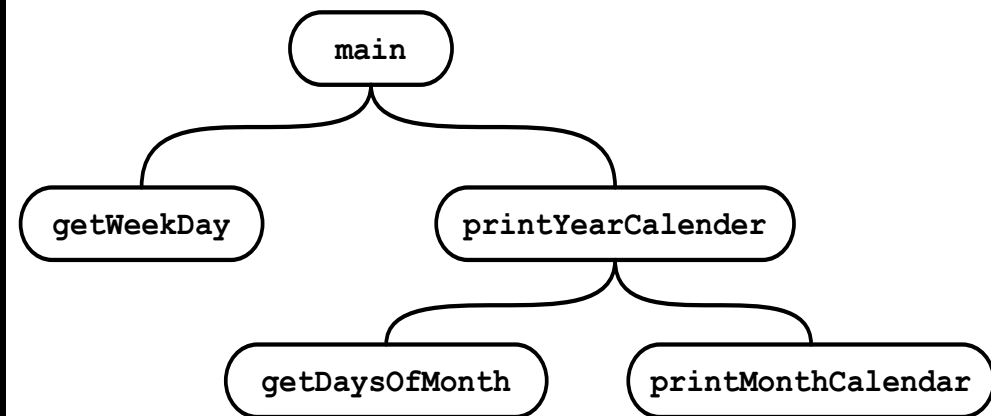 main
getWeekDay
printYearCalender
getDaysOfMonth
printMonthCalendar